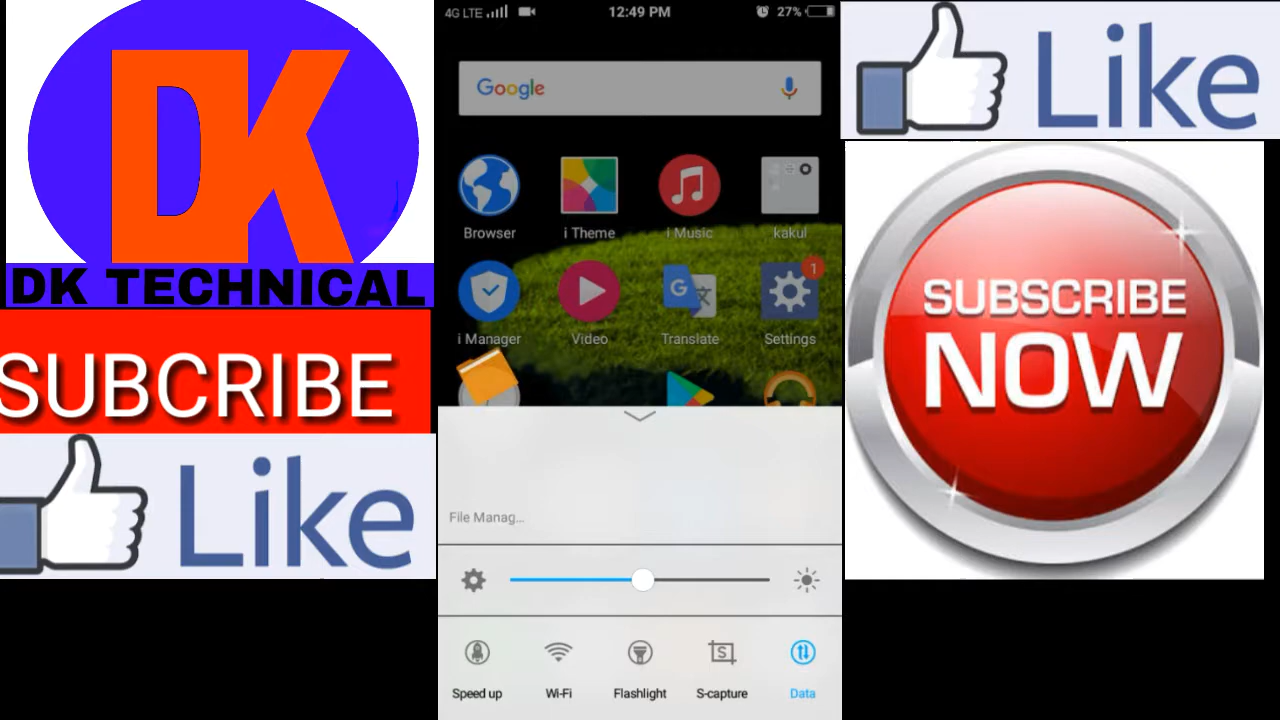 DK
DK TECHNICAL
SUBCRIBE
Like
4G LTE
12:49 PM
27%
Google
Browser
i Theme
i Music
kakul
i Manager
Video
Translate
Settings
1
G
File Manag...
S
Speed up
Wi-Fi
Flashlight
S-capture
Data
Like
SUBSCRIBE
NOW